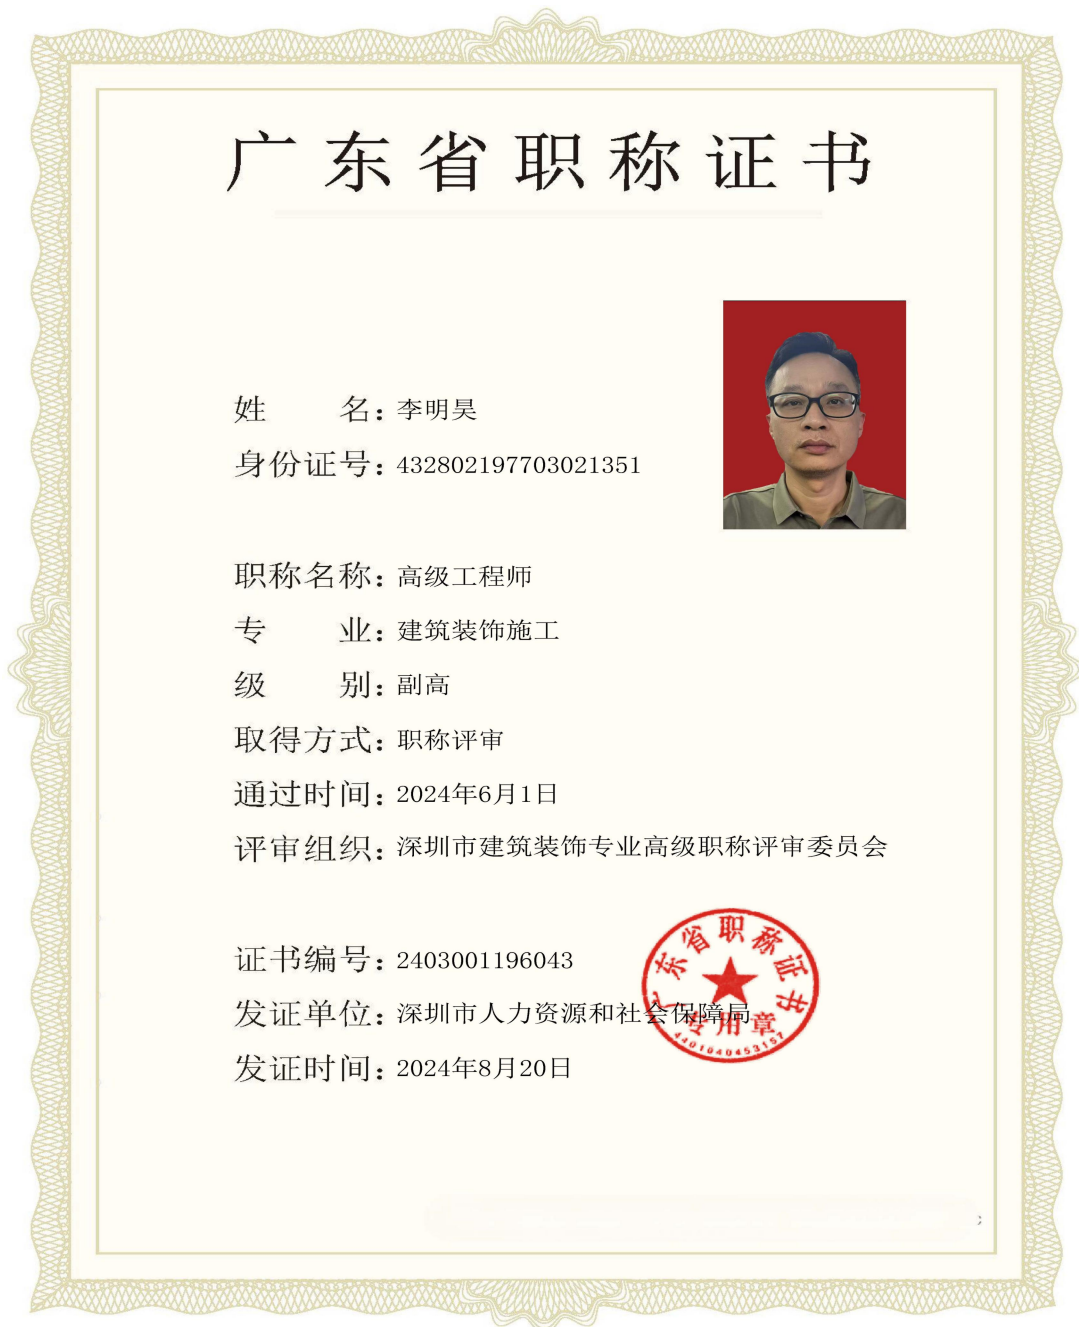 广东省职称证书
姓 名：李明昊
身份证号：432802197703021351
职称名称：高级工程师
专 业：建筑装饰施工
级 别：副高
取得方式：职称评审
通过时间：2024年6月1日
评审组织：深圳市建筑装饰专业高级职称评审委员会
证书编号：2403001196043
发证单位：深圳市人力资源和社会保障局
发证时间：2024年8月20日
广东省职称证书
专用章
4401040453157